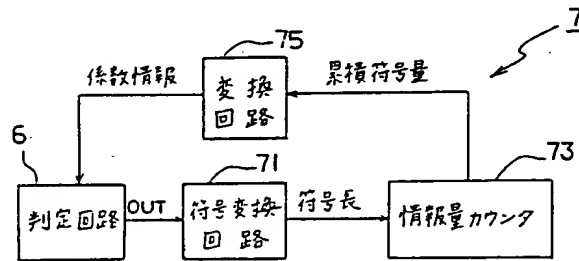 7
75
係数情報
変換
回路
累積符号量
6
71
73
判定回路
OUT
符号変換
回路
符号長
情報量カウンタ